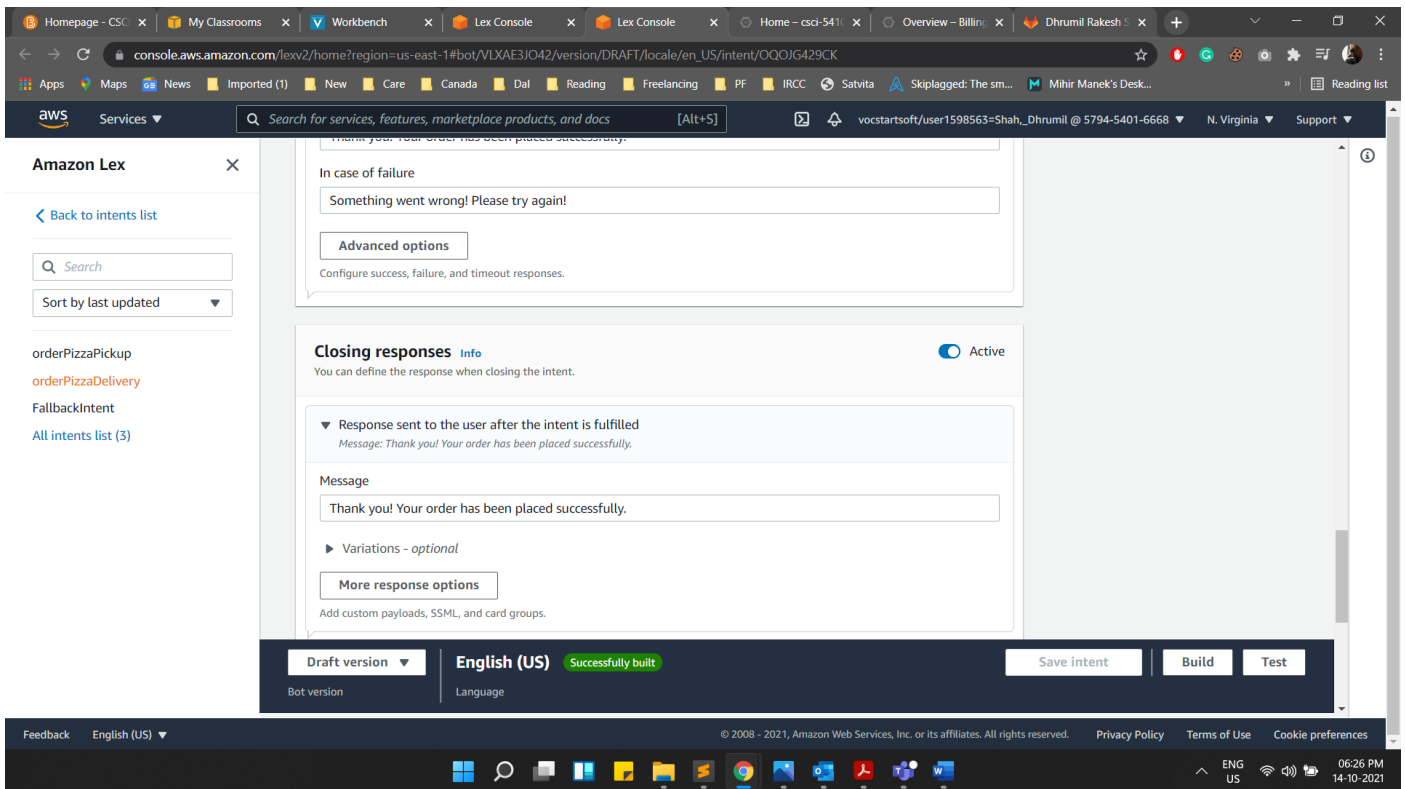 Homepage - CSC
My Classrooms
Workbench
Lex Console
Lex Console
Home – csci-541
Overview – Billing
Dhrumil Rakesh S
console.aws.amazon.com/lexv2/home?region=us-east-1#bot/VLXAE3JO42/version/DRAFT/locale/en_US/intent/OQOJG429CK
Apps Maps News Imported (1) New Care Canada Dal Reading Freelancing PF IRCC Satvita Skiplagged: The sm... Mihir Manek's Desk... » Reading list
aws Services ▼ Search for services, features, marketplace products, and docs [Alt+S] vocstartsoft/user1598563=Shah,_Dhrumil @ 5794-5401-6668 ▼ N. Virginia ▼ Support ▼
Amazon Lex
Back to intents list
Search
Sort by last updated
orderPizzaPickup
orderPizzaDelivery
FallbackIntent
All intents list (3)
Thank you! Your order has been placed successfully.
In case of failure
Something went wrong! Please try again!
Advanced options
Configure success, failure, and timeout responses.
Closing responses Info
Active
You can define the response when closing the intent.
Response sent to the user after the intent is fulfilled
Message: Thank you! Your order has been placed successfully.
Message
Thank you! Your order has been placed successfully.
Variations - optional
More response options
Add custom payloads, SSML, and card groups.
Draft version ▼ English (US) Successfully built Save intent Build Test
Bot version Language
Feedback English (US) ▼ © 2008 - 2021, Amazon Web Services, Inc. or its affiliates. All rights reserved. Privacy Policy Terms of Use Cookie preferences
ENG
US
06:26 PM
14-10-2021